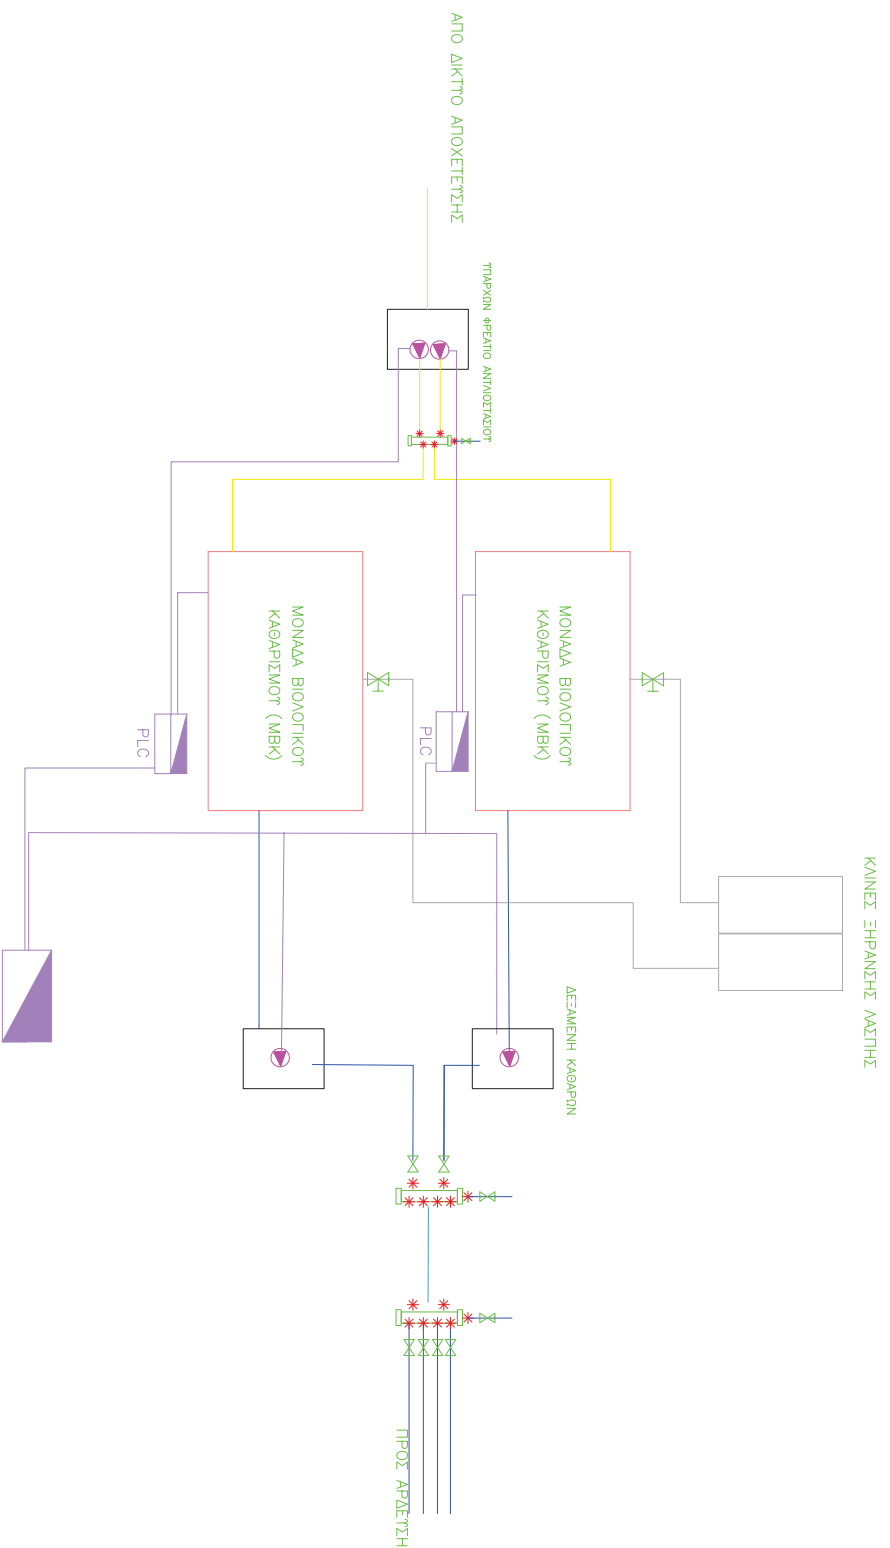 ΑΠΟ ΔΙΚΤΥΟ ΑΠΟΧΕΤΕΥΣΗΣ
ΥΠΑΡΧΩΝ ΦΡΕΑΤΙΟ ΑΝΤΛΙΟΣΤΑΣΙΟΥ
ΜΟΝΑΔΑ ΒΙΟΛΟΓΙΚΟΥ
ΚΑΘΑΡΙΣΜΟΥ (ΜΒΚ)
ΜΟΝΑΔΑ ΒΙΟΛΟΓΙΚΟΥ
ΚΑΘΑΡΙΣΜΟΥ (ΜΒΚ)
PLC
PLC
ΚΛΙΝΕΣ ΞΗΡΑΝΣΗΣ ΛΑΣΠΗΣ
ΔΕΞΑΜΕΝΗ ΚΑΘΑΡΩΝ
ΠΡΟΣ ΑΡΔΕΥΣΗ